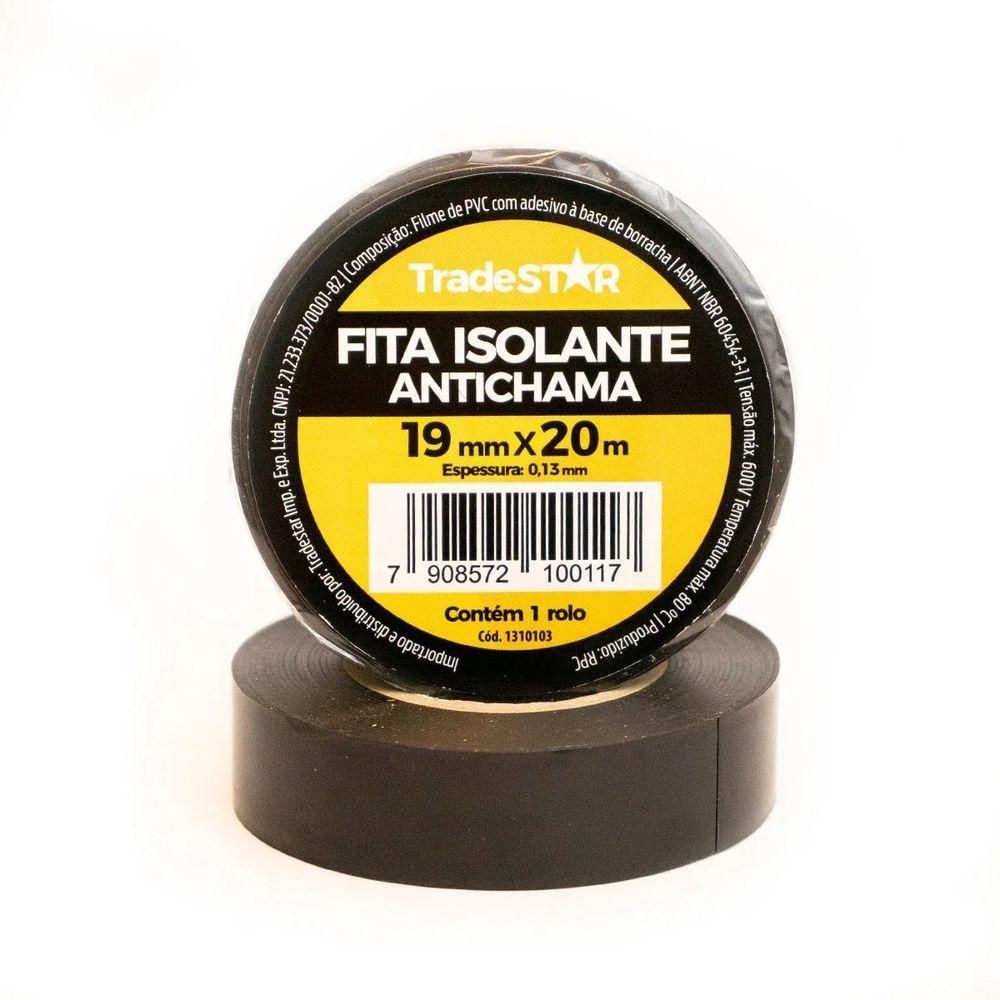 TradeSTAR
FITA ISOLANTE
ANTICHAMA
19 mm X 20 m
Espessura: 0,13 mm
7 908572 100117
Contém 1 rolo
Cód. 1310103
Importado e distribuído por: Tradestar Imp. e Exp. Ltda. CNPJ: 21.233.373/0001-82 | Composição: Filme de PVC com adesivo à base de borracha | ABNT NBR 60454-3-1 | Tensão máx. 600V Temperatura máx. 80 ºC | Produzido: RPC